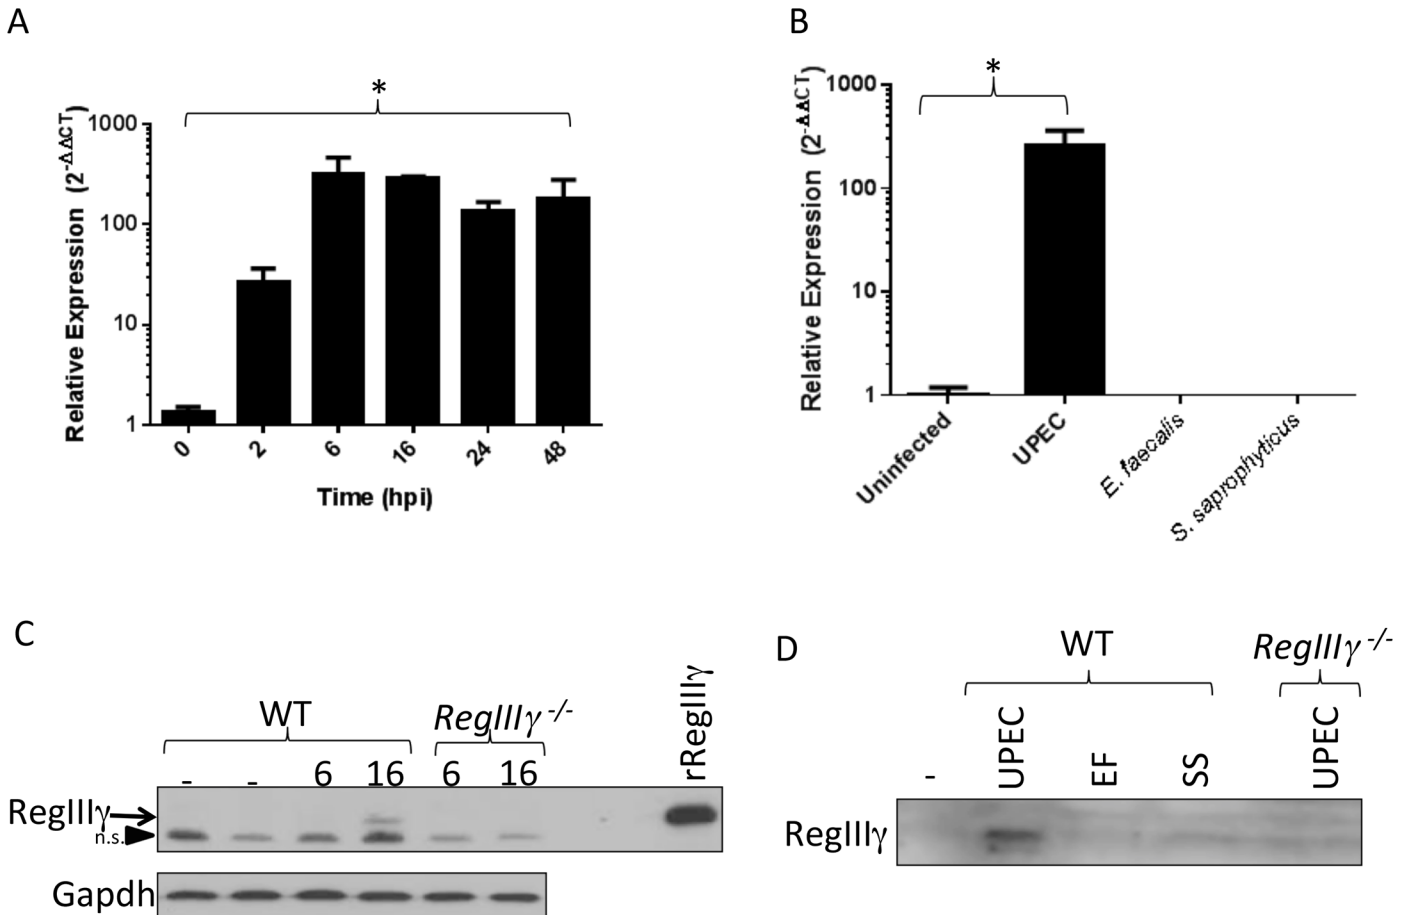 A
*
Relative Expression (2^-ΔΔCT)
1000
100
10
1
0 2 6 16 24 48
Time (hpi)
B
*
Relative Expression (2^-ΔΔCT)
1000
100
10
1
Uninfected
UPEC
E. faecalis
S. saprophyticus
C
WT
RegIIIγ -/-
rRegIIIγ
- - 6 16 6 16
RegIIIγ
n.s.
Gapdh
D
WT
RegIIIγ -/-
- UPEC EF SS UPEC
RegIIIγ